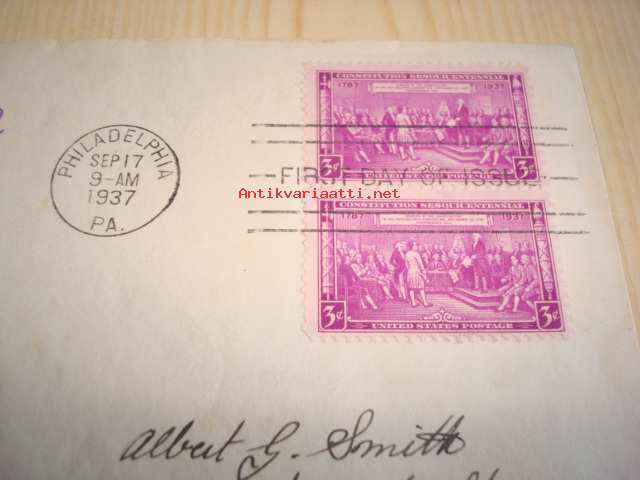 PHILADELPHIA
SEP 17
9-AM
1937
PA.
CONSTITUTION SESQUICENTENNIAL
1787 1937
FIRST DAY OF ISSUE
3¢ 3¢
Antikvariaatti.net
CONSTITUTION SESQUICENTENNIAL
1787 1937
3¢ UNITED STATES POSTAGE 3¢
Albert G. Smith